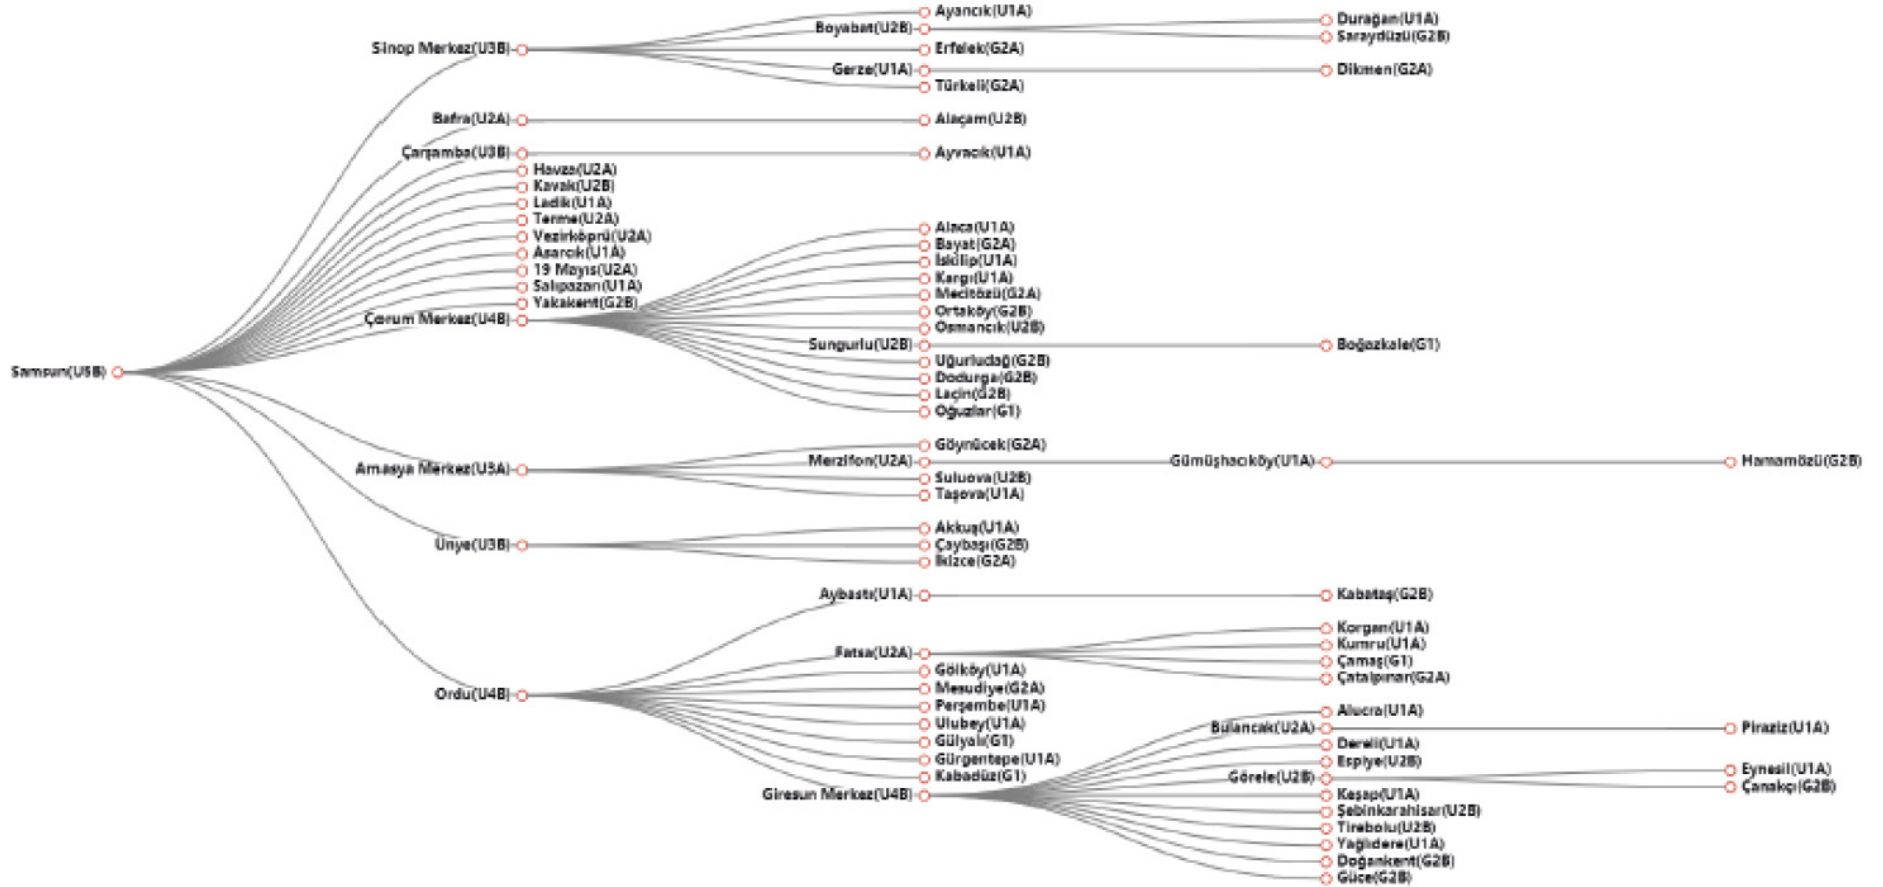 Ayancık(U1A)
Boyabat(U2B)
Durağan(U1A)
Saraydüzü(G2B)
Sinop Merkez(U3B)
Erfelek(G2A)
Gerze(U1A)
Dikmen(G2A)
Türkeli(G2A)
Bafra(U2A)
Alaçam(U2B)
Çarşamba(U3B)
Ayvacık(U1A)
Havza(U2A)
Kavak(U2B)
Ladik(U1A)
Terme(U2A)
Vezirköprü(U2A)
Asarcık(U1A)
19 Mayıs(U2A)
Salıpazarı(U1A)
Yakakent(G2B)
Çorum Merkez(U4B)
Alaca(U1A)
Bayat(G2A)
İskilip(U1A)
Kargı(U1A)
Mecitözü(G2A)
Ortaköy(G2B)
Osmancık(U2B)
Sungurlu(U2B)
Boğazkale(G1)
Uğurludağ(G2B)
Dodurga(G2B)
Laçin(G2B)
Oğuzlar(G1)
Samsun(U5B)
Göynücek(G2A)
Merzifon(U2A)
Gümüşhacıköy(U1A)
Hamamözü(G2B)
Amasya Merkez(U3A)
Suluova(U2B)
Taşova(U1A)
Akkuş(U1A)
Ünye(U3B)
Çaybaşı(G2B)
İkizce(G2A)
Aybastı(U1A)
Kabataş(G2B)
Korgan(U1A)
Kumru(U1A)
Fatsa(U2A)
Çamaş(G1)
Çatalpınar(G2A)
Gölköy(U1A)
Mesudiye(G2A)
Ordu(U4B)
Perşembe(U1A)
Ulubey(U1A)
Gülyalı(G1)
Gürgentepe(U1A)
Kabadüz(G1)
Giresun Merkez(U4B)
Alucra(U1A)
Bulancak(U2A)
Piraziz(U1A)
Dereli(U1A)
Espiye(U2B)
Görele(U2B)
Eynesil(U1A)
Çanakçı(G2B)
Keşap(U1A)
Şebinkarahisar(U2B)
Tirebolu(U2B)
Yağlıdere(U1A)
Doğankent(G2B)
Güce(G2B)